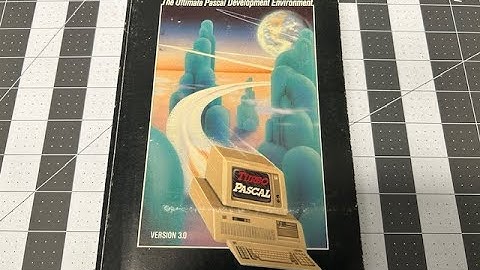 The Ultimate Pascal Development Environment.
TURBO
PASCAL
VERSION 3.0